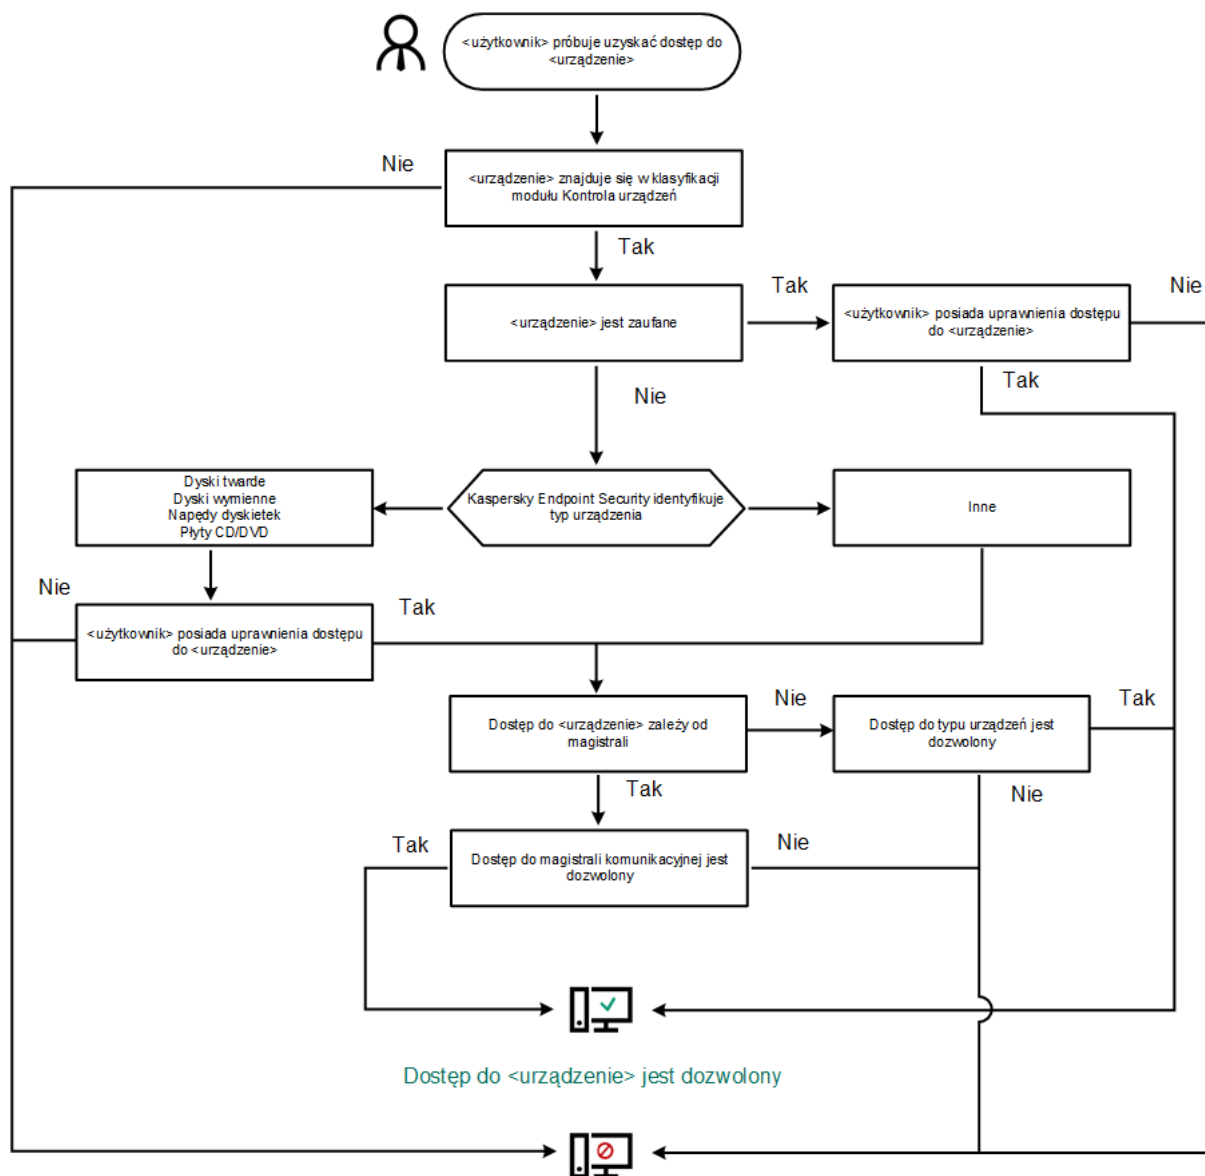 <użytkownik> próbuje uzyskać dostęp do
<urządzenie>
Nie
<urządzenie> znajduje się w klasyfikacji
modułu Kontrola urządzeń
Tak
<urządzenie> jest zaufane
Tak
<użytkownik> posiada uprawnienia dostępu
do <urządzenie>
Nie
Tak
Nie
Dyski twarde
Dyski wymienne
Napędy dyskietek
Płyty CD/DVD
Kaspersky Endpoint Security identyfikuje
typ urządzenia
Inne
Nie
<użytkownik> posiada uprawnienia dostępu
do <urządzenie>
Tak
Dostęp do <urządzenie> zależy od
magistrali
Nie
Dostęp do typu urządzeń jest
dozwolony
Tak
Tak
Nie
Tak
Dostęp do magistrali komunikacyjnej jest
dozwolony
Nie
Dostęp do <urządzenie> jest dozwolony